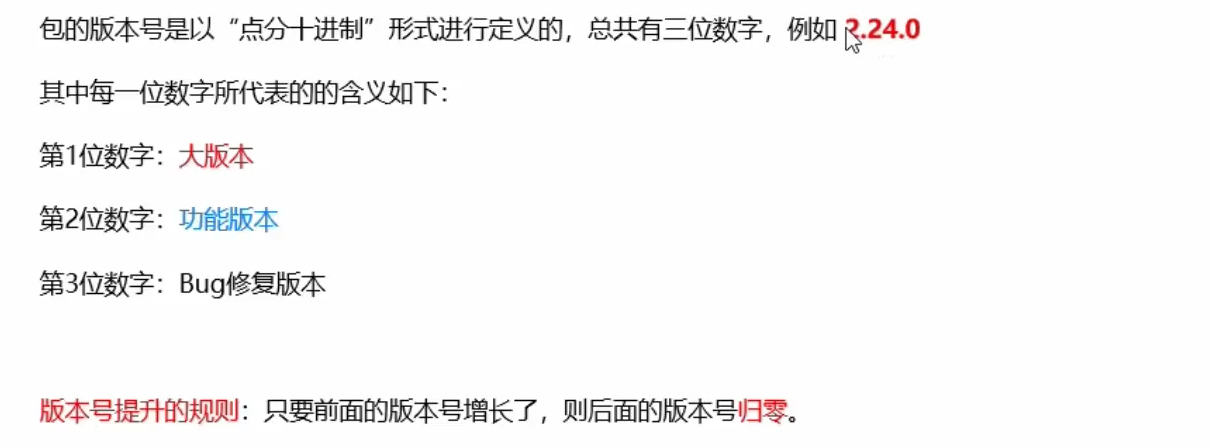 包的版本号是以“点分十进制”形式进行定义的，总共有三位数字，例如 2.24.0
其中每一位数字所代表的的含义如下：
第1位数字：大版本
第2位数字：功能版本
第3位数字：Bug修复版本
版本号提升的规则：只要前面的版本号增长了，则后面的版本号归零。